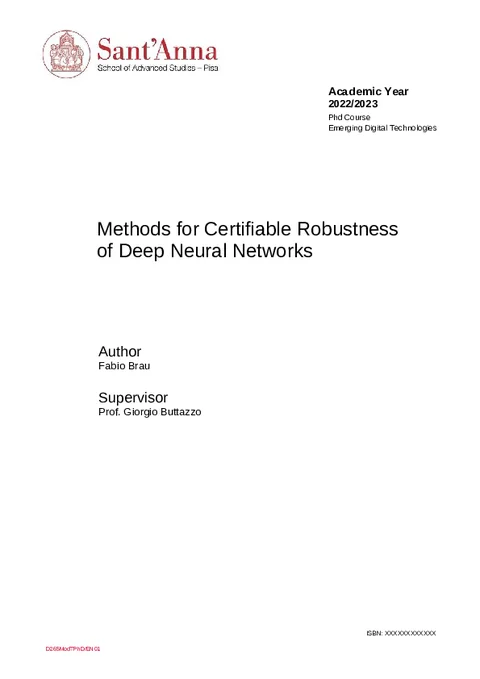 Sant'Anna
School of Advanced Studies – Pisa
Academic Year
2022/2023
Phd Course
Emerging Digital Technologies
Methods for Certifiable Robustness
of Deep Neural Networks
Author
Fabio Brau
Supervisor
Prof. Giorgio Buttazzo
ISBN: XXXXXXXXXXXX